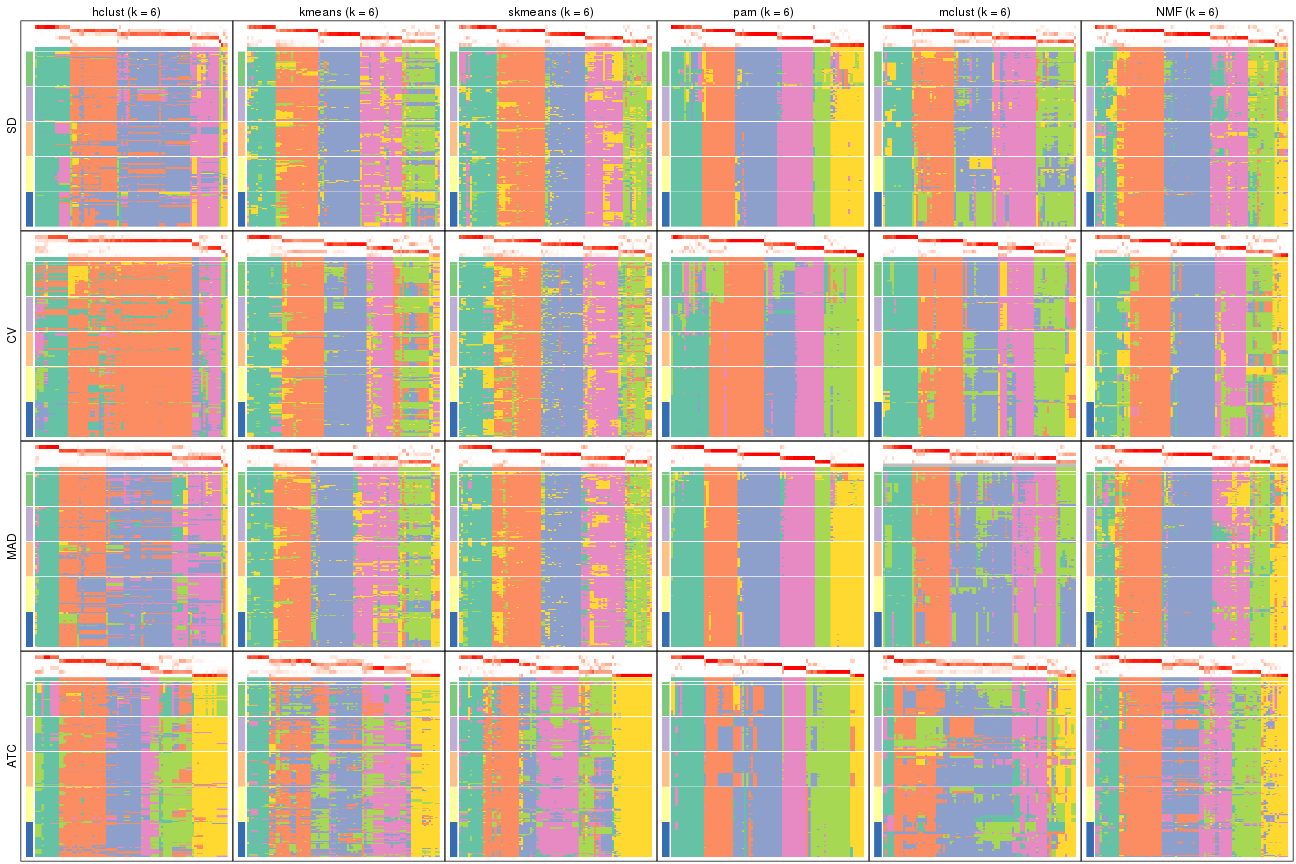 hclust (k = 6) kmeans (k = 6) skmeans (k = 6) pam (k = 6) mclust (k = 6) NMF (k = 6)
SD
CV
MAD
ATC